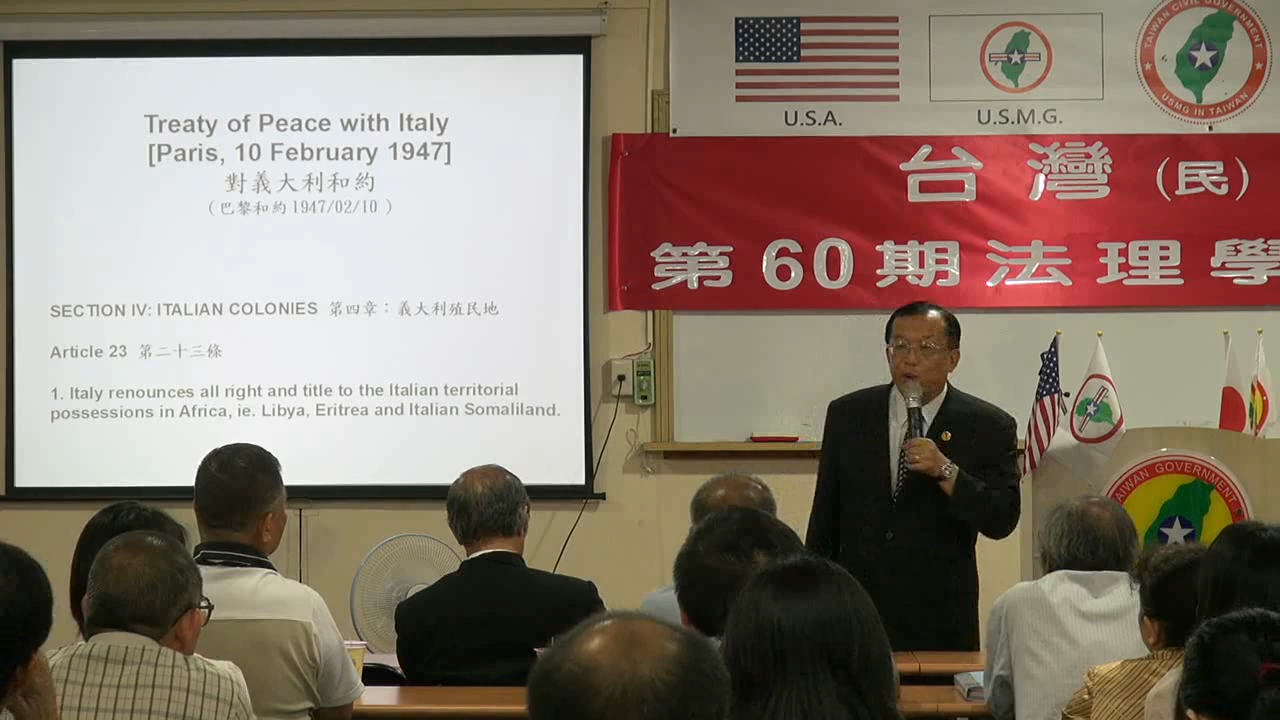 Treaty of Peace with Italy
[Paris, 10 February 1947]
對義大利和約
(巴黎和約 1947/02/10 )
SECTION IV: ITALIAN COLONIES 第四章：義大利殖民地
Article 23 第二十三條
1. Italy renounces all right and title to the Italian territorial
possessions in Africa, ie. Libya, Eritrea and Italian Somaliland.
U.S.A.
U.S.M.G.
TAIWAN CIVIL GOVERNMENT
USMG IN TAIWAN
台灣(民)
第60期法理學
TAIWAN GOVERNMENT